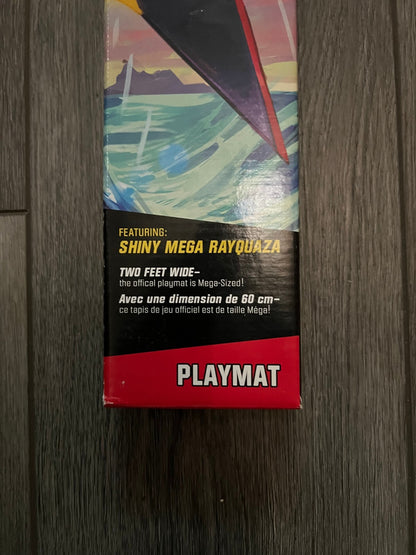 FEATURING:
SHINY MEGA RAYQUAZA
TWO FEET WIDE–
the offical playmat is Mega-Sized!
Avec une dimension de 60 cm–
ce tapis de jeu officiel est de taille Méga!
PLAYMAT